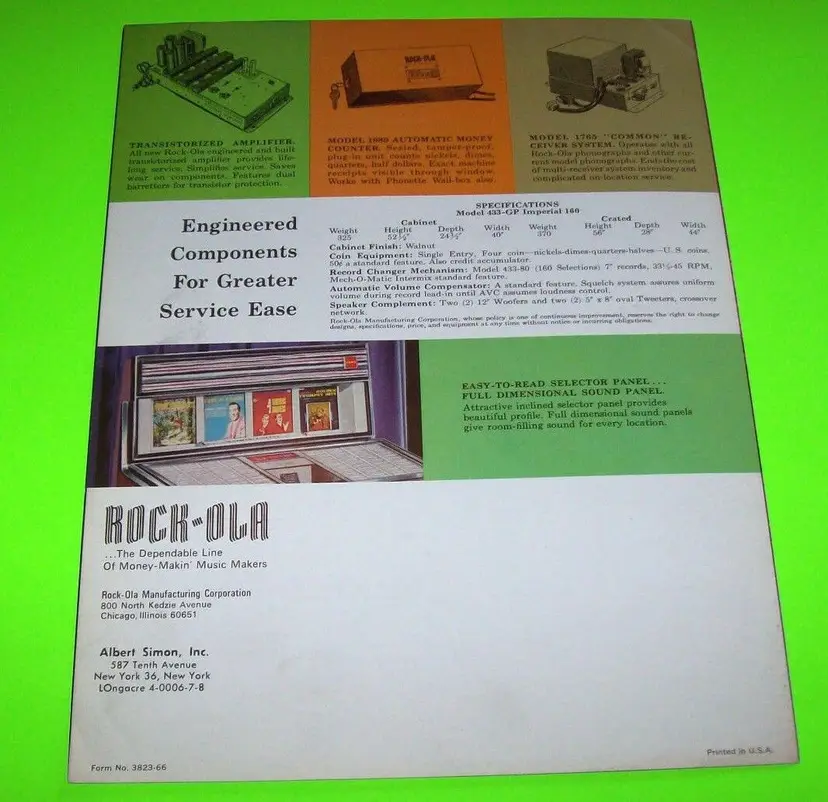 TRANSISTORIZED AMPLIFIER.
All new Rock-Ola engineered and built
transistorized amplifier provides life-
long service. Simplifies service. Saves
wear on components. Features dual
barretters for transistor protection.
ROCK-OLA
MODEL 1980 AUTOMATIC MONEY
COUNTER. Sealed, tamper-proof,
plug-in unit counts nickels, dimes,
quarters, half dollars. Exact machine
receipts visible through window.
Works with Phonette Wall-box also.
MODEL 1765 "COMMON" RE-
CEIVER SYSTEM. Operates with all
Rock-Ola phonographs and other cur-
rent model phonographs. Ends the cost
of multi-receiver system inventory and
complicated on location service.
Engineered
Components
For Greater
Service Ease
SPECIFICATIONS
Model 433-GP Imperial 160
Cabinet Crated
Weight Height Depth Width Weight Height Depth Width
325 52½" 24½" 40" 370 56" 28" 44"
Cabinet Finish: Walnut
Coin Equipment: Single Entry, Four coin—nickels-dimes-quarters-halves—U. S. coins.
50¢ a standard feature. Also credit accumulator.
Record Changer Mechanism: Model 433-80 (160 Selections) 7" records, 33⅓-45 RPM,
Mech-O-Matic Intermix standard feature.
Automatic Volume Compensator: A standard feature. Squelch system assures uniform
volume during record lead-in until AVC assumes loudness control.
Speaker Complement: Two (2) 12" Woofers and two (2) 5" x 8" oval Tweeters, crossover
network.
Rock-Ola Manufacturing Corporation, whose policy is one of continuous improvement, reserves the right to change
designs, specifications, price, and equipment at any time without notice or incurring obligations.
EASY-TO-READ SELECTOR PANEL...
FULL DIMENSIONAL SOUND PANEL.
Attractive inclined selector panel provides
beautiful profile. Full dimensional sound panels
give room-filling sound for every location.
ROCK-OLA
...The Dependable Line
Of Money-Makin' Music Makers
Rock-Ola Manufacturing Corporation
800 North Kedzie Avenue
Chicago, Illinois 60651
Albert Simon, Inc.
587 Tenth Avenue
New York 36, New York
LOngacre 4-0006-7-8
Form No. 3823-66
Printed in U.S.A.